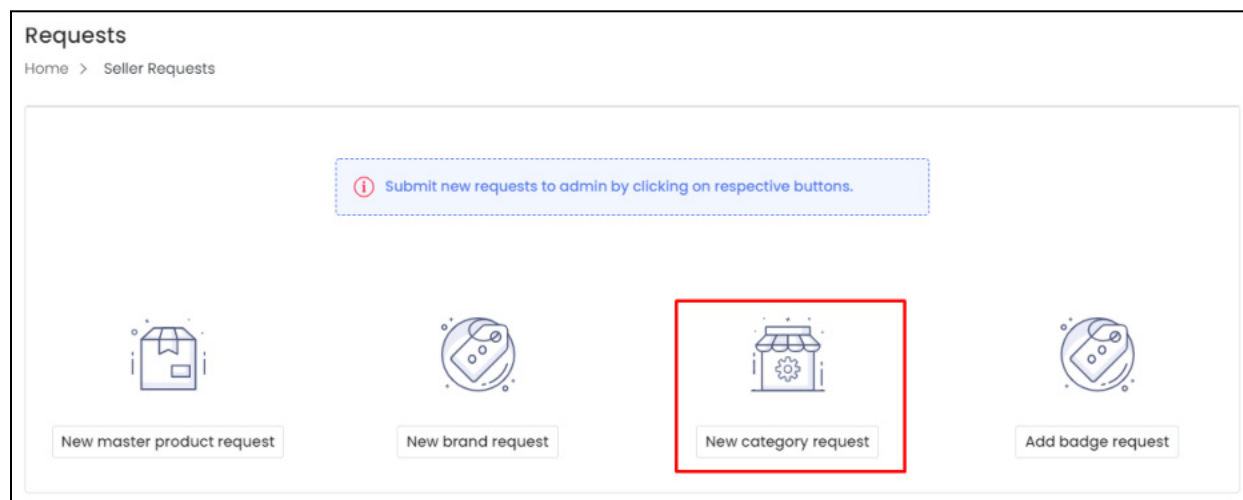 Requests
Home > Seller Requests
Submit new requests to admin by clicking on respective buttons.
New master product request
New brand request
New category request
Add badge request